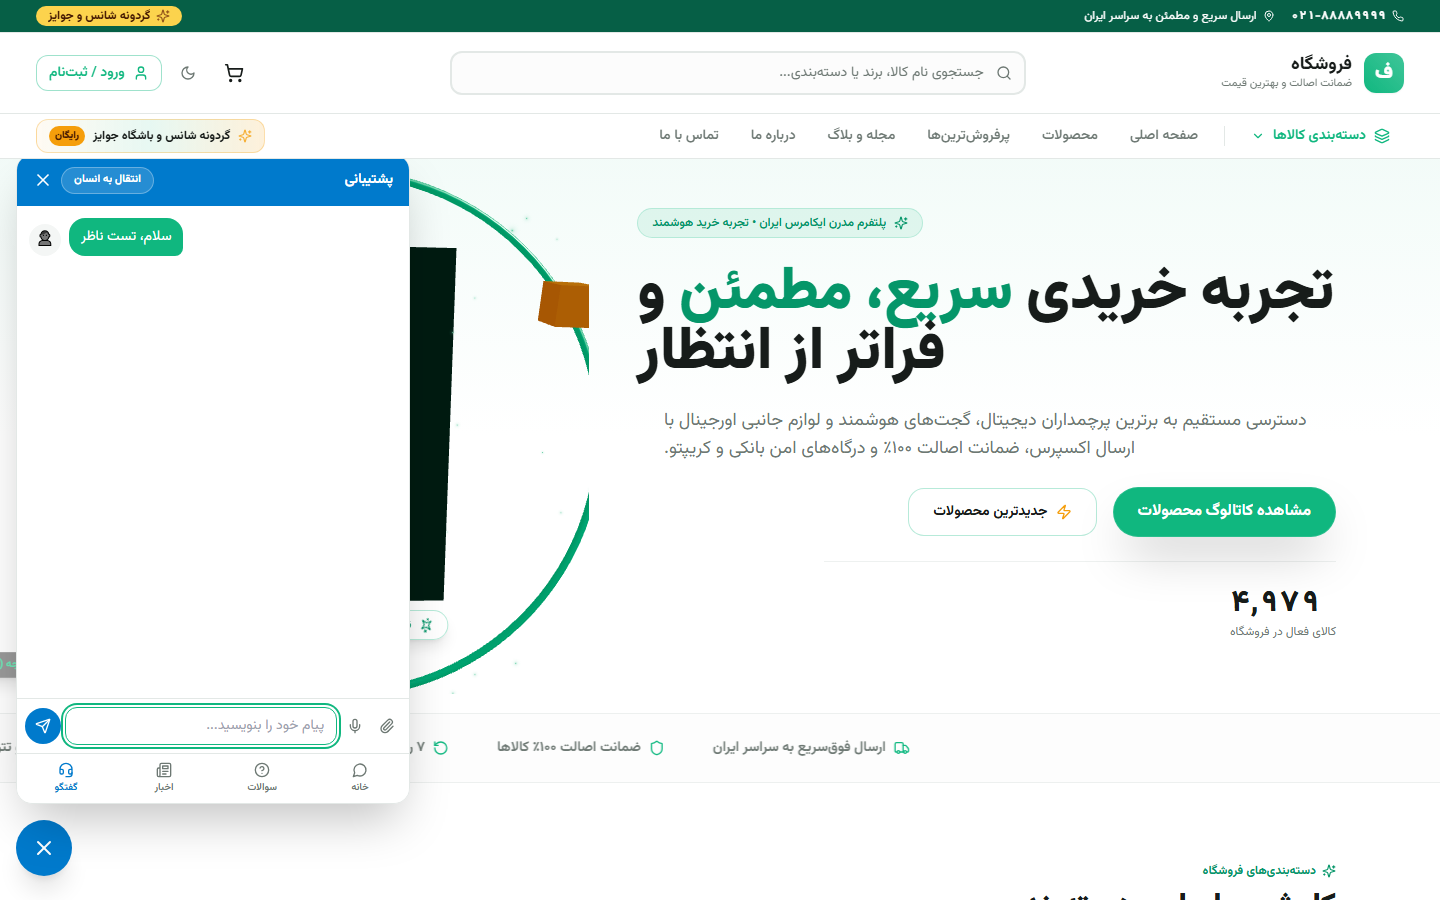 ۰۲۱-۸۸۸۸۹۹۹۹
ارسال سریع و مطمئن به سراسر ایران
گردونه شانس و جوایز
ف
فروشگاه
ضمانت اصالت و بهترین قیمت
جستجوی نام کالا، برند یا دسته‌بندی...
ورود / ثبت‌نام
دسته‌بندی کالاها
صفحه اصلی
محصولات
پرفروش‌ترین‌ها
مجله و بلاگ
درباره ما
تماس با ما
گردونه شانس و باشگاه جوایز
رایگان
پلتفرم مدرن ایکامرس ایران • تجربه خرید هوشمند
تجربه خریدی سریع، مطمئن و
فراتر از انتظار
دسترسی مستقیم به برترین پرچمداران دیجیتال، گجت‌های هوشمند و لوازم جانبی اورجینال با
ارسال اکسپرس، ضمانت اصالت ۱۰۰٪ و درگاه‌های امن بانکی و کریپتو.
مشاهده کاتالوگ محصولات
جدیدترین محصولات
۴,۹۷۹
کالای فعال در فروشگاه
پشتیبانی
انتقال به انسان
سلام، تست ناظر
پیام خود را بنویسید...
خانه
سوالات
اخبار
گفتگو
ارسال فوق‌سریع به سراسر ایران
ضمانت اصالت ۱۰۰٪ کالاها
۷
دسته‌بندی‌های فروشگاه